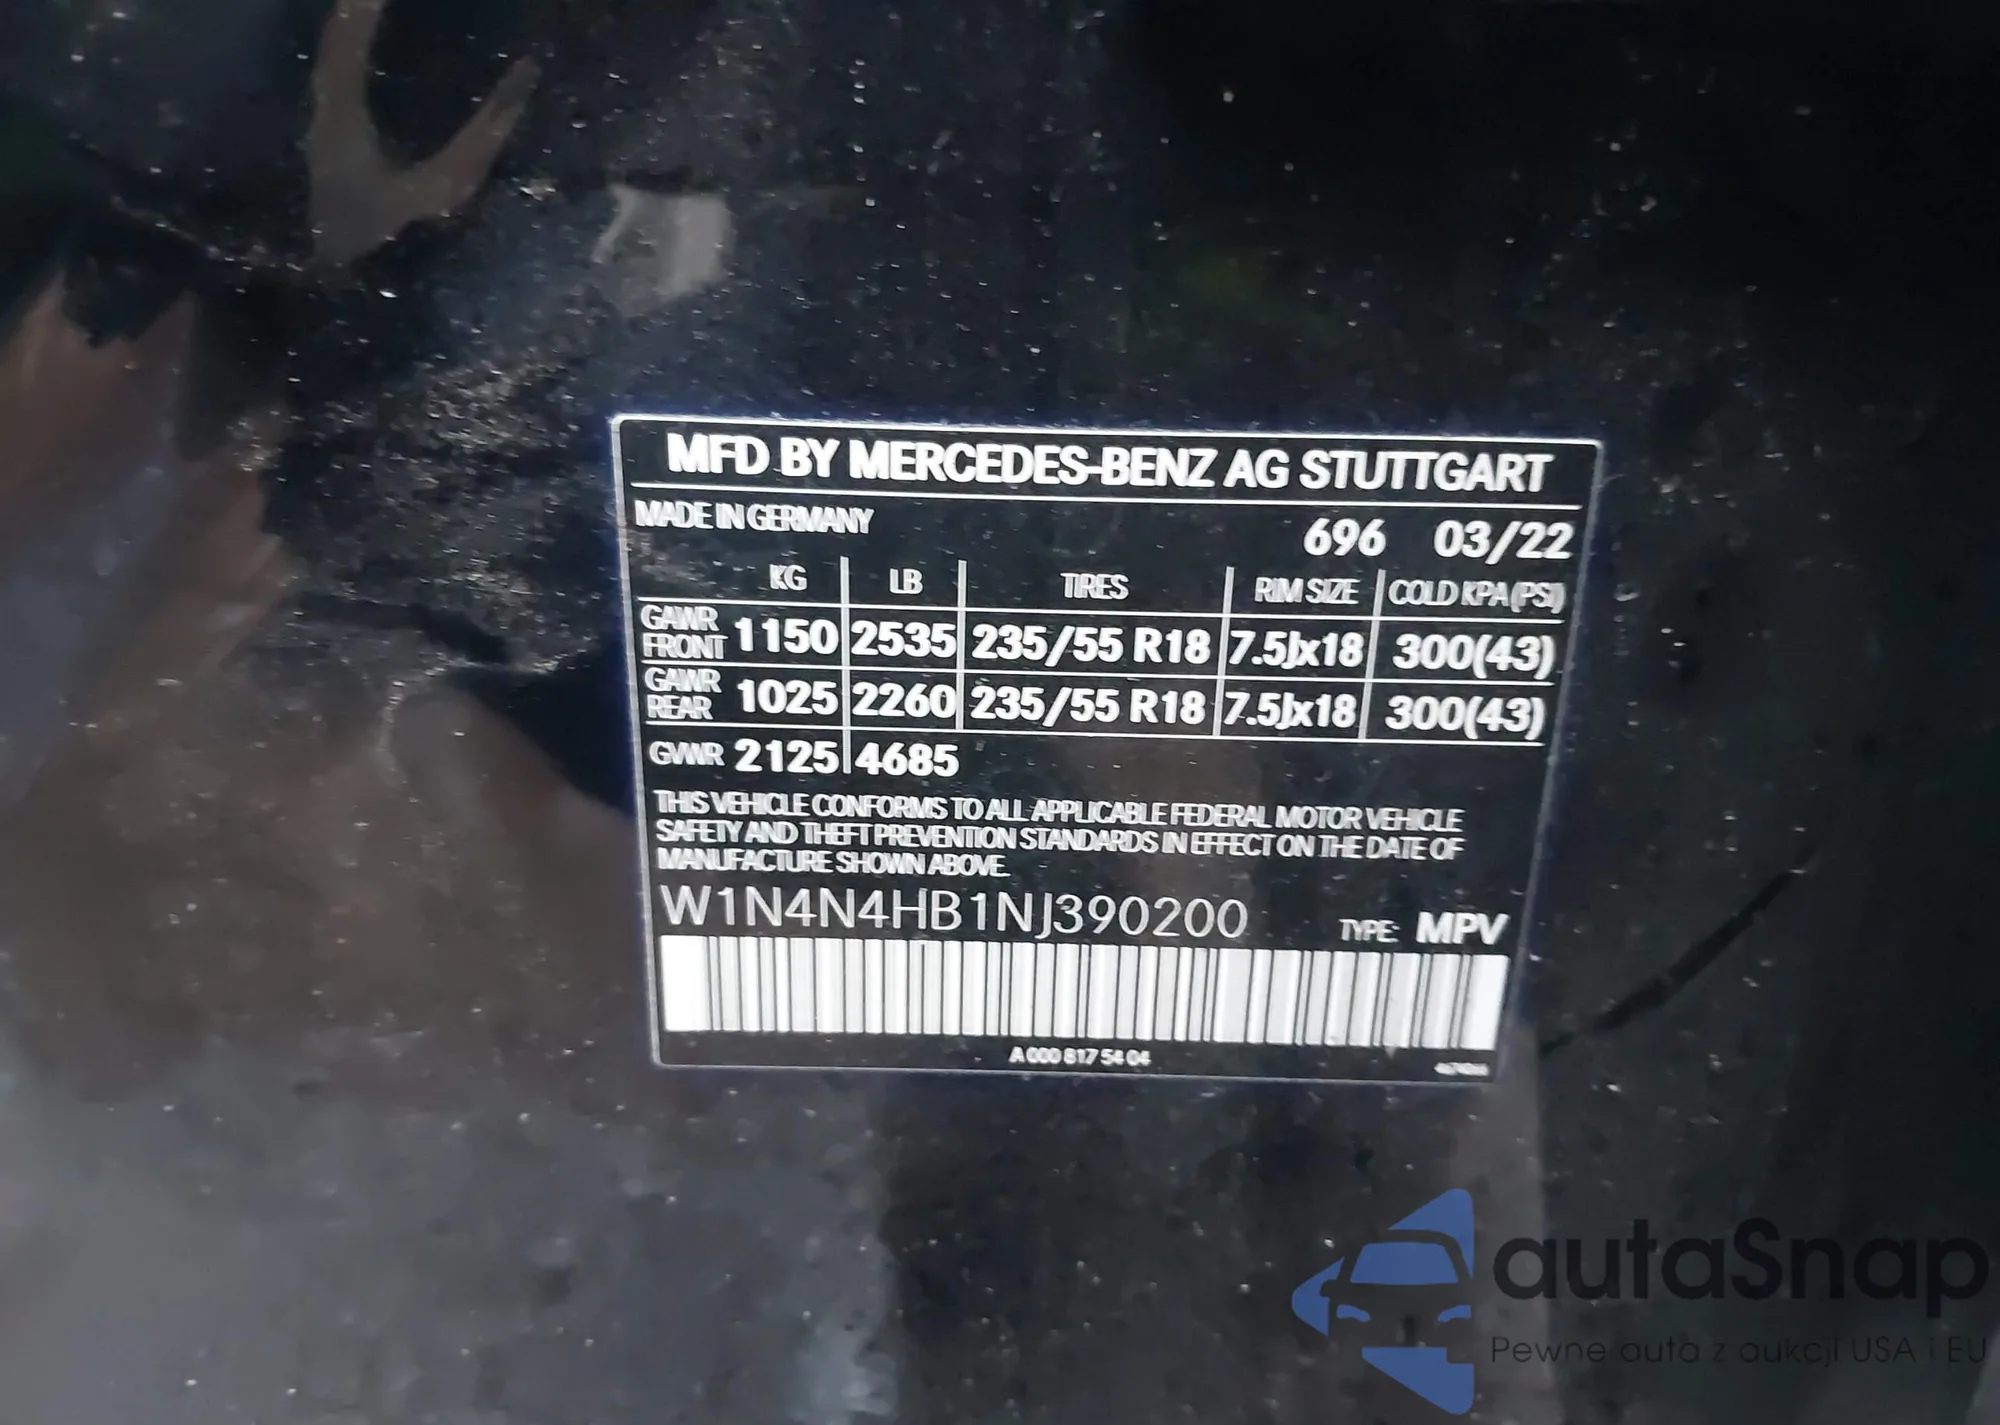 MFD BY MERCEDES-BENZ AG STUTTGART
MADE IN GERMANY 696 03/22
KG LB TIRES RIM SIZE COLD KPA (PSI)
GAWR FRONT 1150 2535 235/55 R18 7.5Jx18 300(43)
GAWR REAR 1025 2260 235/55 R18 7.5Jx18 300(43)
GVWR 2125 4685
THIS VEHICLE CONFORMS TO ALL APPLICABLE FEDERAL MOTOR VEHICLE
SAFETY AND THEFT PREVENTION STANDARDS IN EFFECT ON THE DATE OF
MANUFACTURE SHOWN ABOVE.
W1N4N4HB1NJ390200 TYPE: MPV
A 000 817 54 04
autaSnap
Pewne auta z aukcji USA i EU